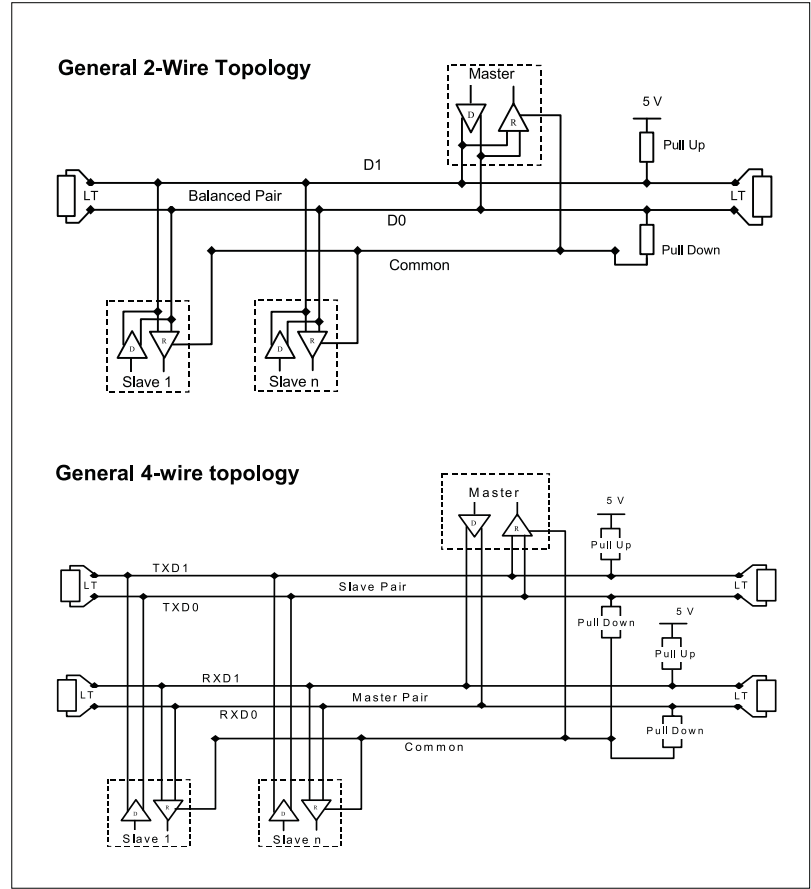 General 2-Wire Topology
Master
D
R
5 V
Pull Up
D1
LT
Balanced Pair
LT
D0
Pull Down
Common
D
R
Slave 1
D
R
Slave n
General 4-wire topology
Master
D
R
5 V
Pull Up
TXD1
LT
Slave Pair
LT
TXD0
Pull Down
5 V
Pull Up
RXD1
LT
Master Pair
LT
RXD0
Pull Down
Common
D
R
Slave 1
D
R
Slave n